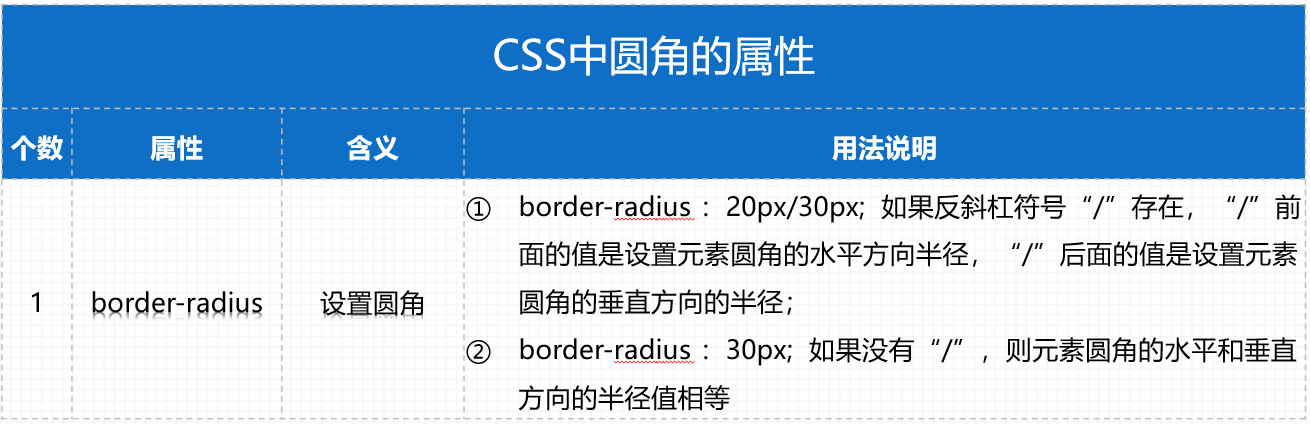 CSS中圆角的属性
个数 属性 含义 用法说明
① border-radius：20px/30px; 如果反斜杠符号“/”存在，“/”前
面的值是设置元素圆角的水平方向半径，“/”后面的值是设置元素
圆角的垂直方向的半径；
1 border-radius 设置圆角
② border-radius：30px; 如果没有“/”，则元素圆角的水平和垂直
方向的半径值相等